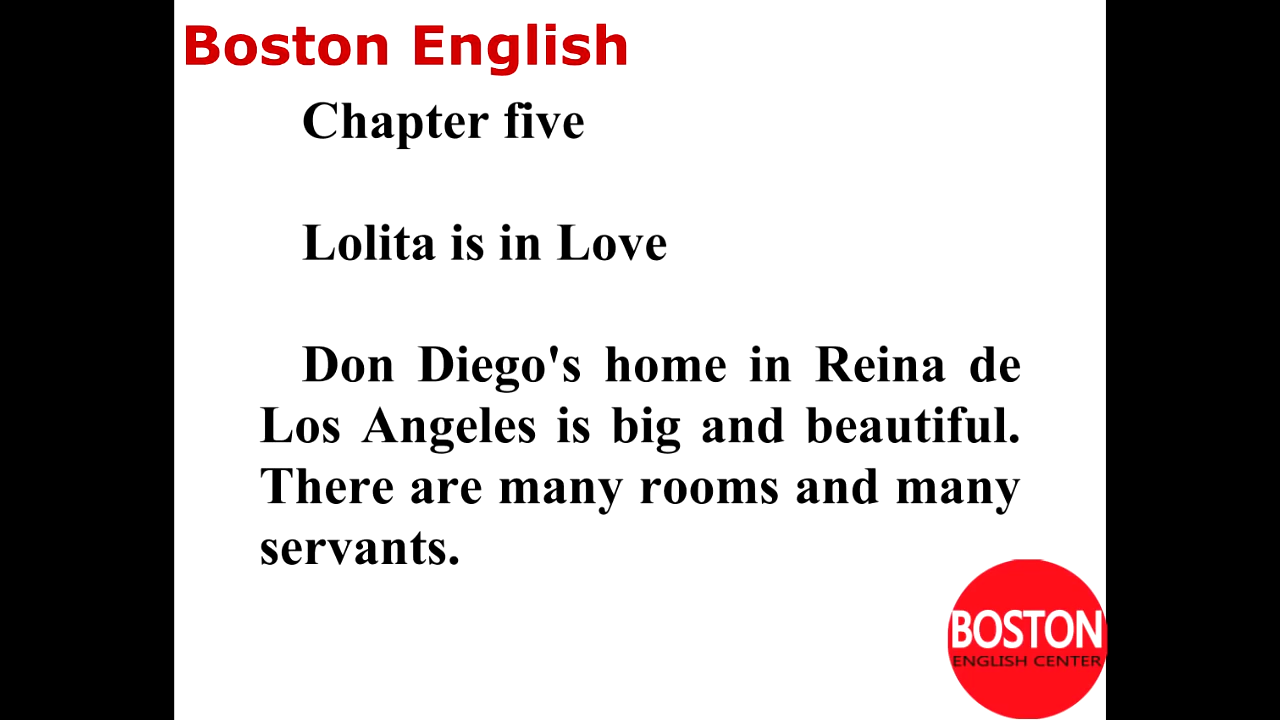 Boston English
Chapter five
Lolita is in Love
Don Diego's home in Reina de
Los Angeles is big and beautiful.
There are many rooms and many
servants.
BOSTON
ENGLISH CENTER